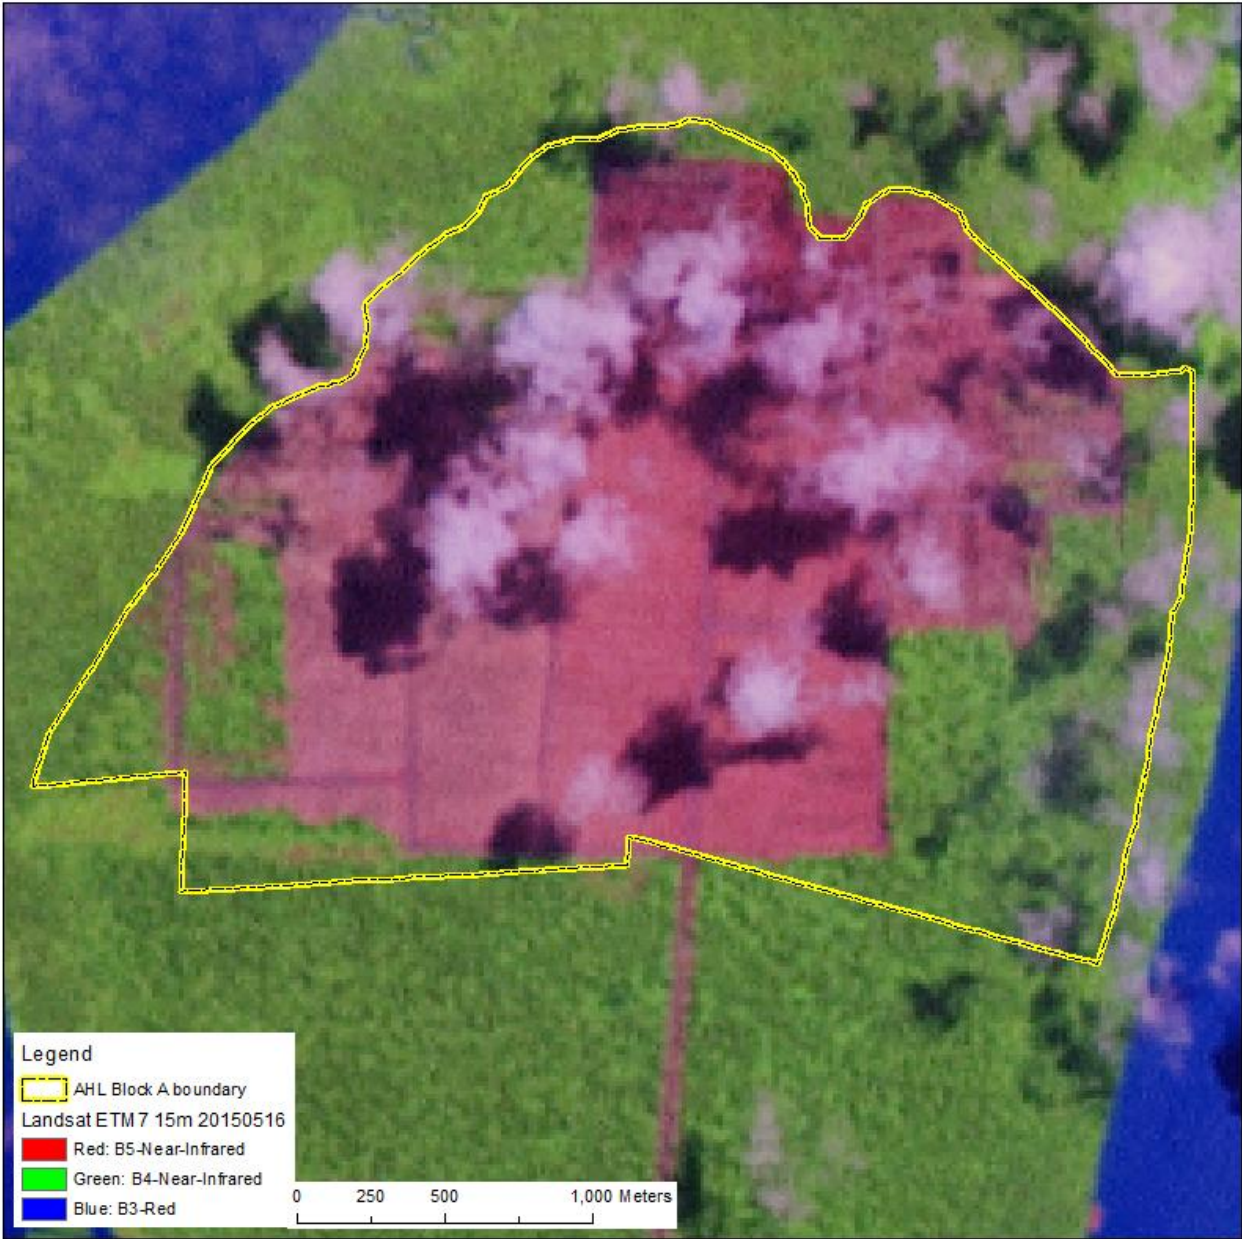 Legend
AHL Block A boundary
Landsat ETM 7 15m 20150516
Red: B5-Near-Infrared
Green: B4-Near-Infrared
Blue: B3-Red
0 250 500 1,000 Meters